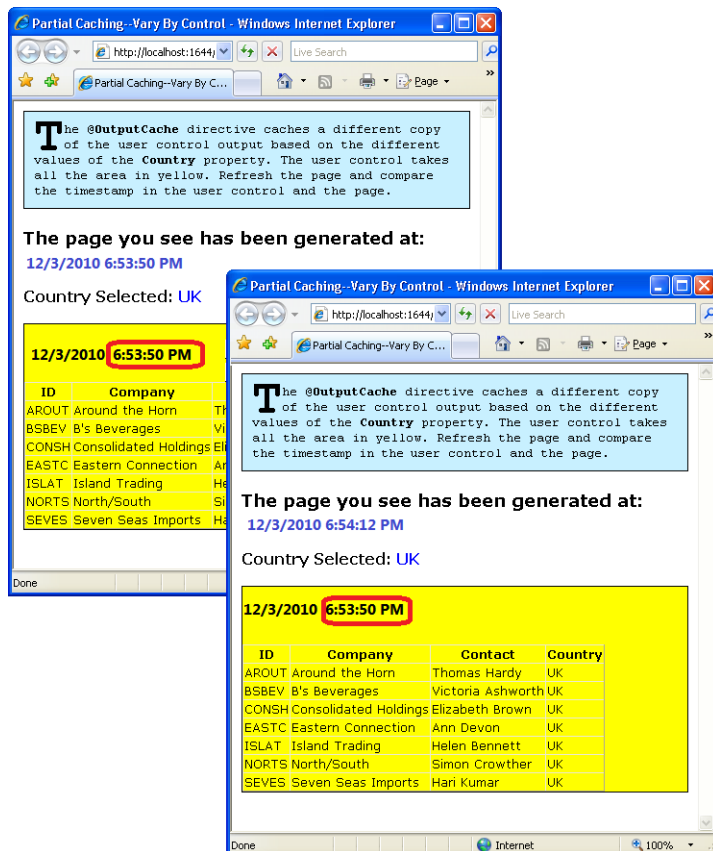 Partial Caching--Vary By Control - Windows Internet Explorer
http://localhost:1644/
Live Search
Partial Caching--Vary By C...
Page
»
The @OutputCache directive caches a different copy
of the user control output based on the different
values of the Country property. The user control takes
all the area in yellow. Refresh the page and compare
the timestamp in the user control and the page.
The page you see has been generated at:
12/3/2010 6:53:50 PM
Country Selected: UK
12/3/2010 6:53:50 PM
ID Company
AROUT Around the Horn Th
BSBEV B's Beverages Vi
CONSH Consolidated Holdings Eli
EASTC Eastern Connection An
ISLAT Island Trading He
NORTS North/South Si
SEVES Seven Seas Imports Ha
Done
Partial Caching--Vary By Control - Windows Internet Explorer
http://localhost:1644/
Live Search
Partial Caching--Vary By C...
Page
»
The @OutputCache directive caches a different copy
of the user control output based on the different
values of the Country property. The user control takes
all the area in yellow. Refresh the page and compare
the timestamp in the user control and the page.
The page you see has been generated at:
12/3/2010 6:54:12 PM
Country Selected: UK
12/3/2010 6:53:50 PM
ID Company Contact Country
AROUT Around the Horn Thomas Hardy UK
BSBEV B's Beverages Victoria Ashworth UK
CONSH Consolidated Holdings Elizabeth Brown UK
EASTC Eastern Connection Ann Devon UK
ISLAT Island Trading Helen Bennett UK
NORTS North/South Simon Crowther UK
SEVES Seven Seas Imports Hari Kumar UK
Done Internet 100%